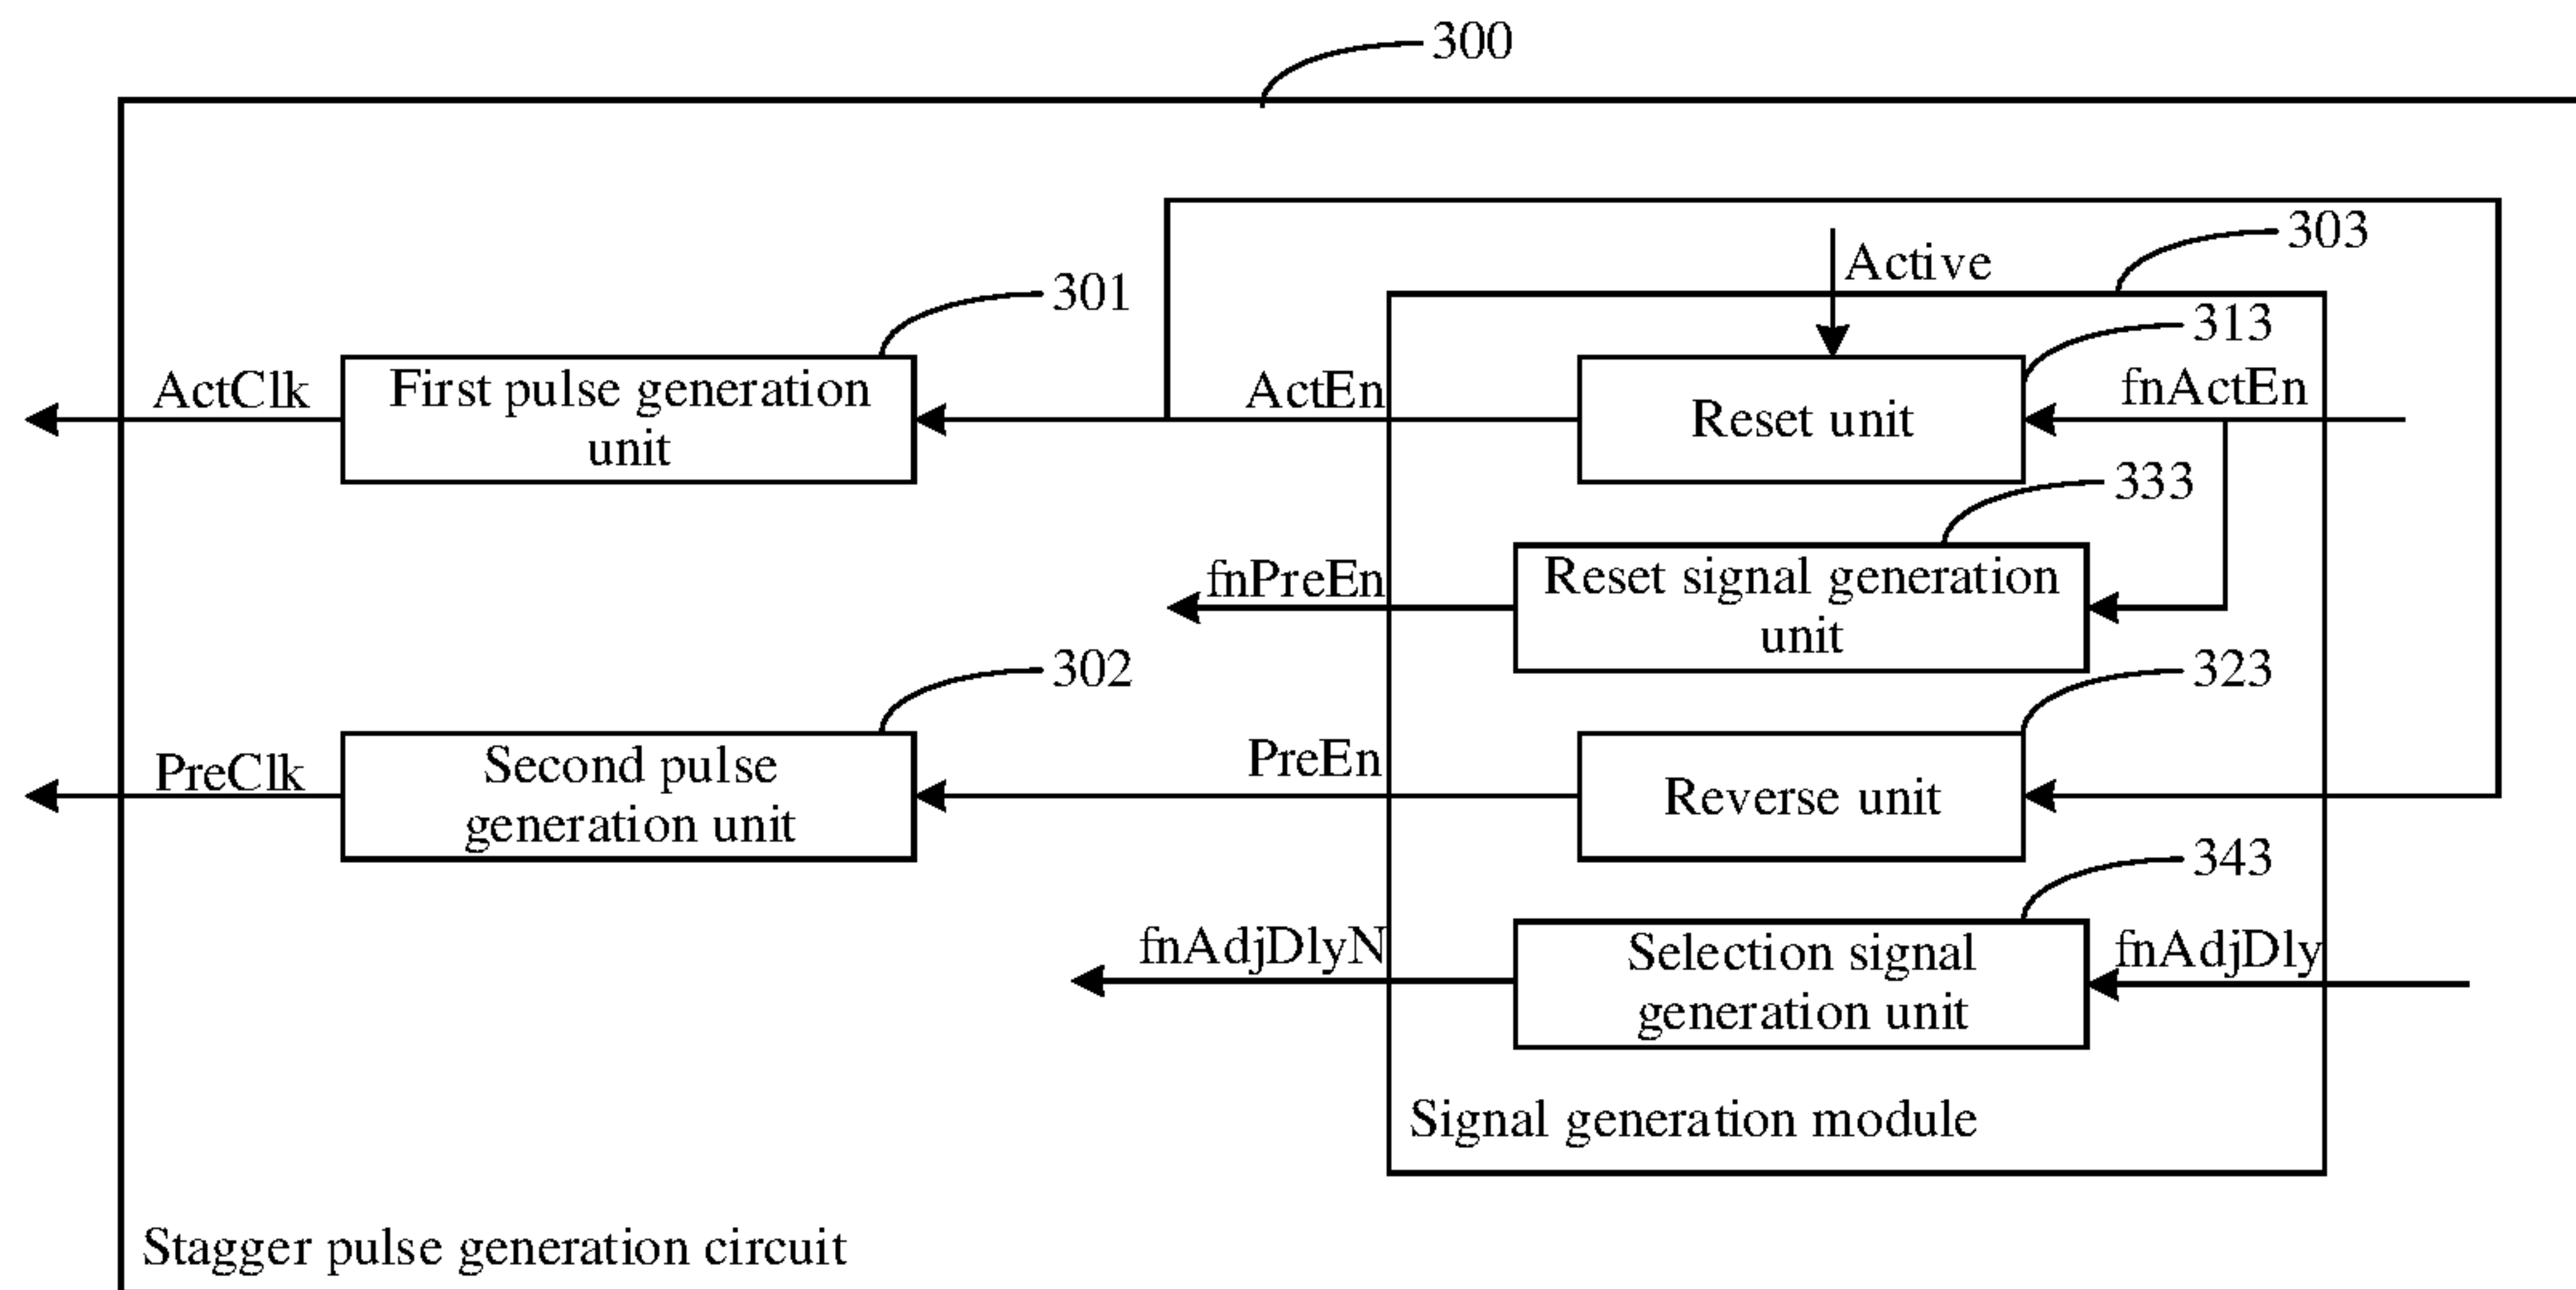 300
303
Active
301
313
ActClk
First pulse generation
unit
ActEn
Reset unit
fnActEn
333
fnPreEn
Reset signal generation
unit
302
323
PreClk
Second pulse
generation unit
PreEn
Reverse unit
343
fnAdjDlyN
Selection signal
generation unit
fnAdjDly
Signal generation module
Stagger pulse generation circuit